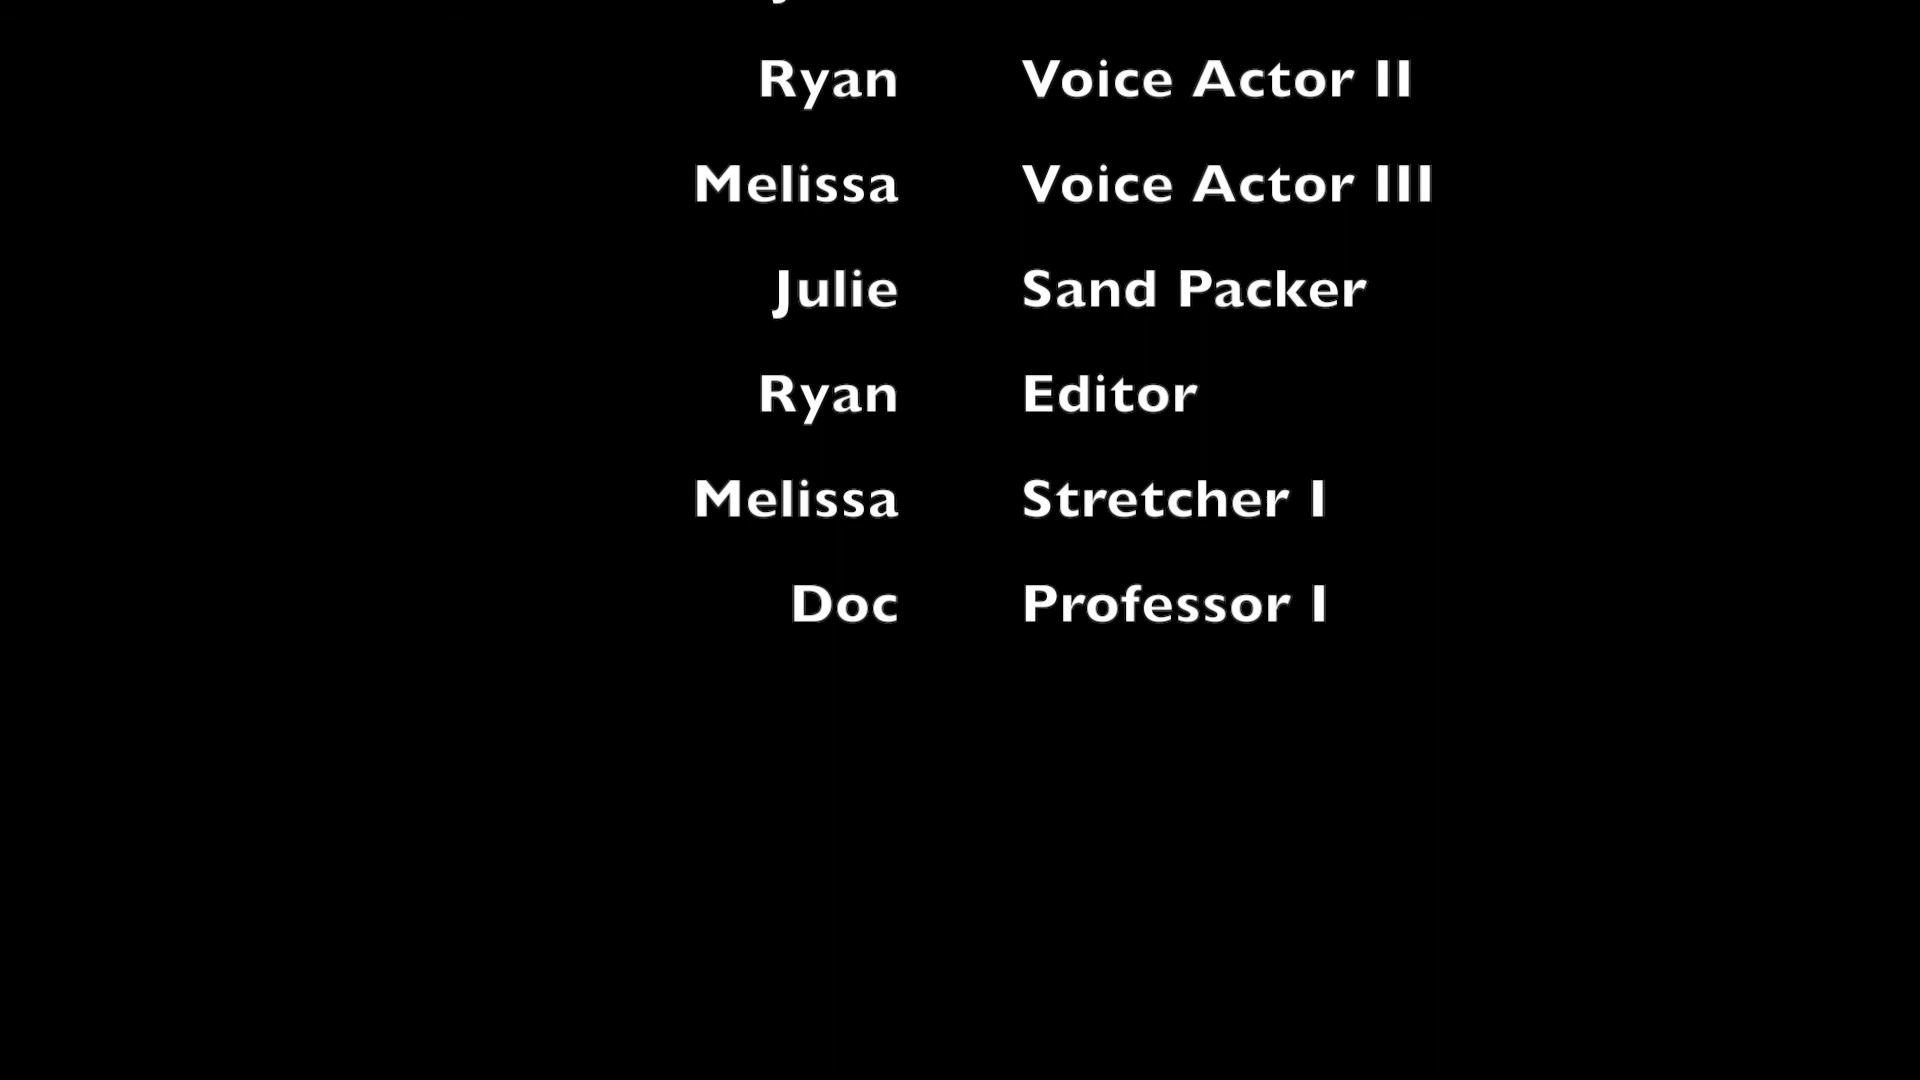 Ryan Voice Actor II
Melissa Voice Actor III
Julie Sand Packer
Ryan Editor
Melissa Stretcher I
Doc Professor I